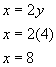 x = 2y
x = 2(4)
x = 8